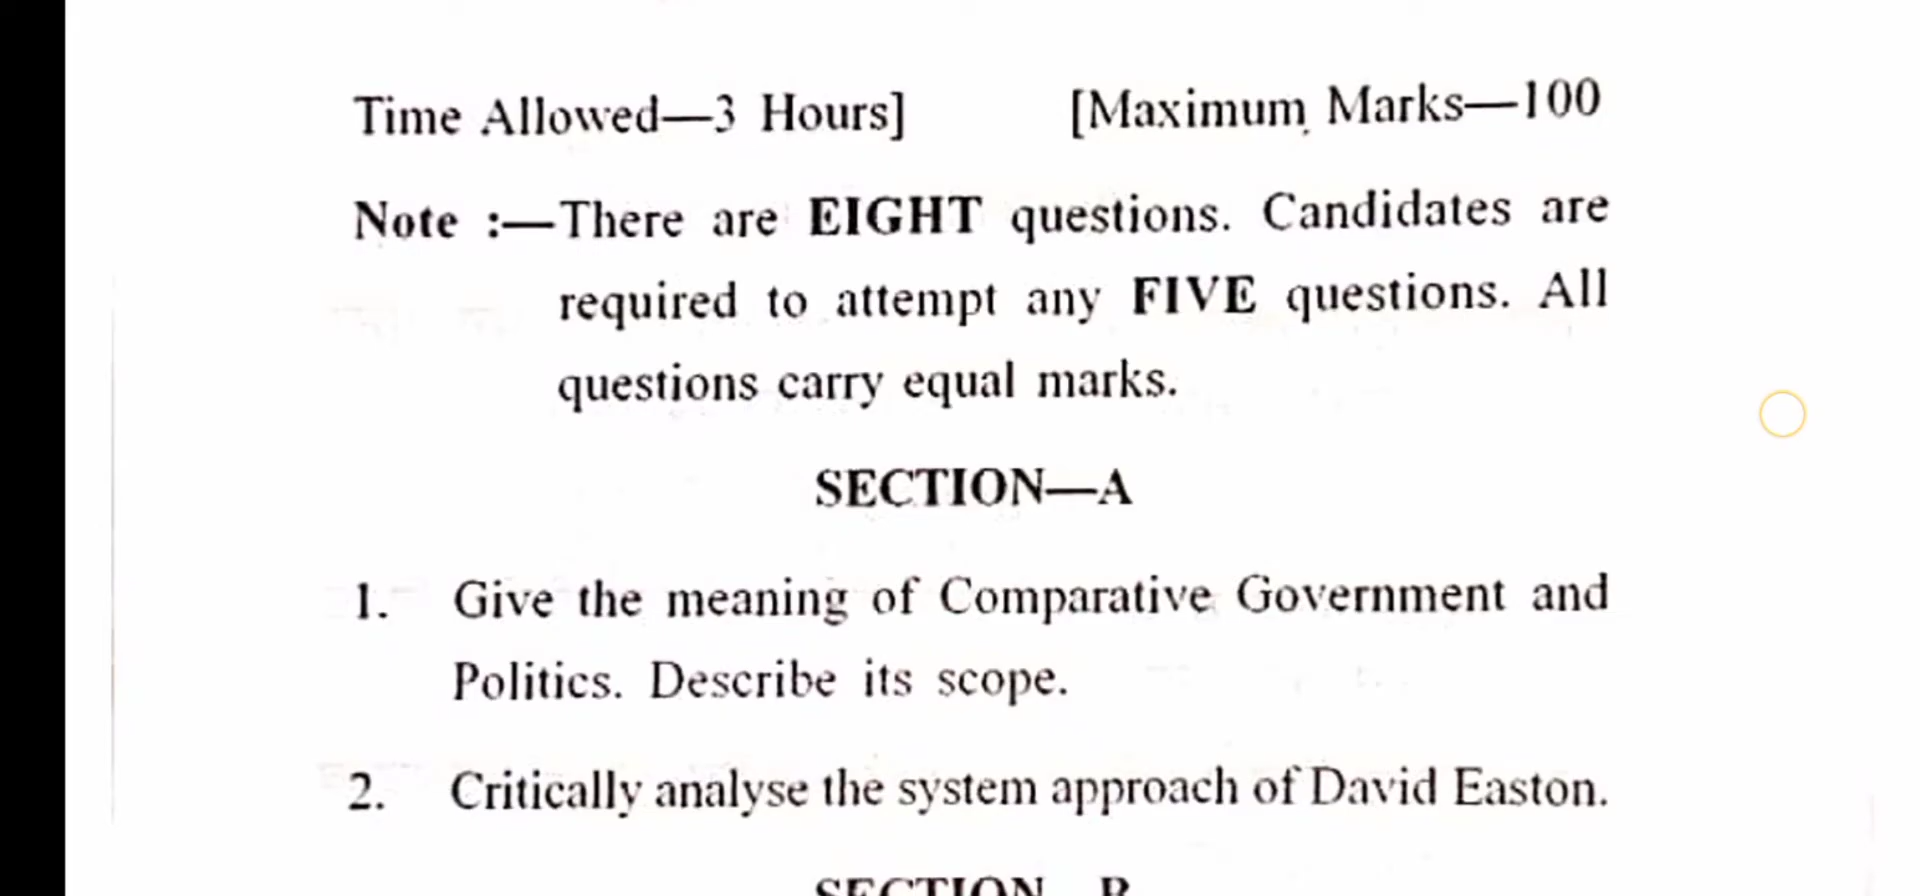 Time Allowed—3 Hours] [Maximum Marks—100
Note :—There are EIGHT questions. Candidates are
required to attempt any FIVE questions. All
questions carry equal marks.
SECTION—A
1. Give the meaning of Comparative Government and
Politics. Describe its scope.
2. Critically analyse the system approach of David Easton.
SECTION—B